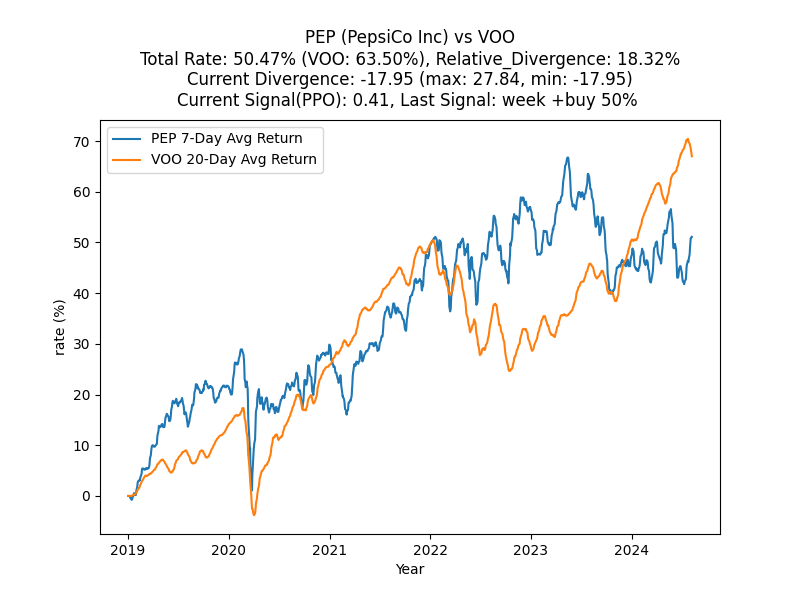 PEP (PepsiCo Inc) vs VOO
Total Rate: 50.47% (VOO: 63.50%), Relative_Divergence: 18.32%
Current Divergence: -17.95 (max: 27.84, min: -17.95)
Current Signal(PPO): 0.41, Last Signal: week +buy 50%
PEP 7-Day Avg Return
VOO 20-Day Avg Return
70
60
50
40
30
20
10
0
rate (%)
2019 2020 2021 2022 2023 2024
Year